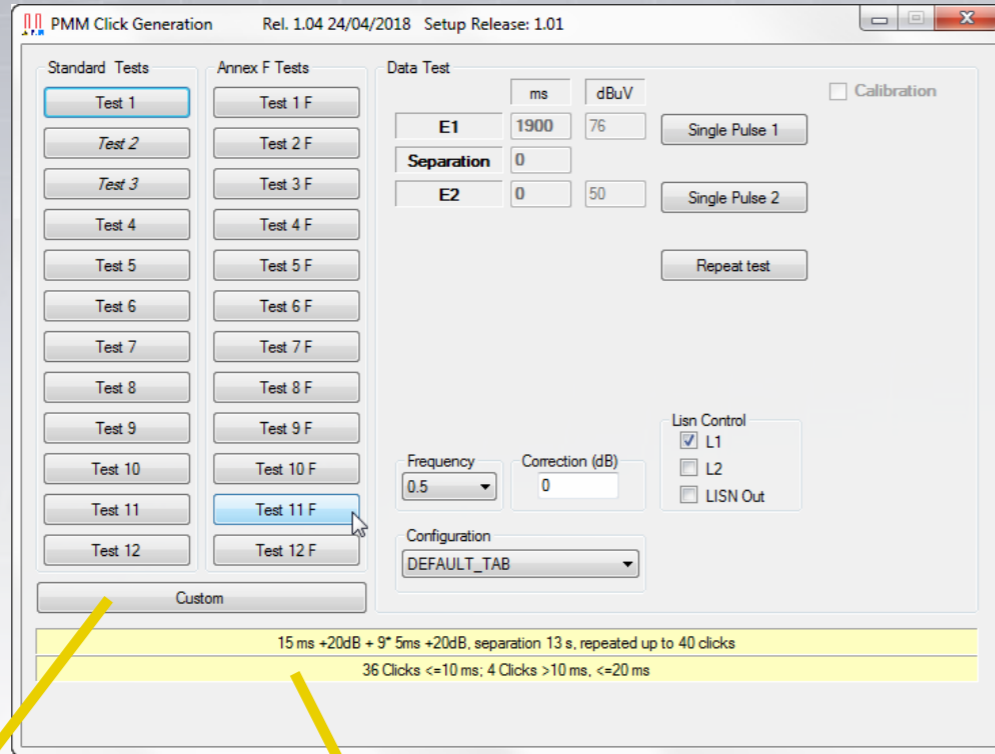 PMM Click Generation Rel. 1.04 24/04/2018 Setup Release: 1.01
Standard Tests
Test 1
Test 2
Test 3
Test 4
Test 5
Test 6
Test 7
Test 8
Test 9
Test 10
Test 11
Test 12
Annex F Tests
Test 1 F
Test 2 F
Test 3 F
Test 4 F
Test 5 F
Test 6 F
Test 7 F
Test 8 F
Test 9 F
Test 10 F
Test 11 F
Test 12 F
Custom
Data Test
ms dBuV
E1 1900 76 Single Pulse 1
Separation 0
E2 0 50 Single Pulse 2
Repeat test
Calibration
Lisn Control
L1
L2
LISN Out
Frequency
0.5
Correction (dB)
0
Configuration
DEFAULT_TAB
15 ms +20dB + 9* 5ms +20dB, separation 13 s, repeated up to 40 clicks
36 Clicks <=10 ms; 4 Clicks >10 ms, <=20 ms